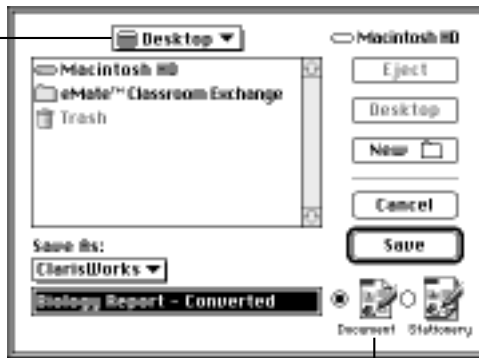 Desktop
Macintosh HD
Macintosh HD
eMate™ Classroom Exchange
Trash
Eject
Desktop
New
Cancel
Save
Save As:
ClarisWorks
Biology Report - Converted
Document
Stationery